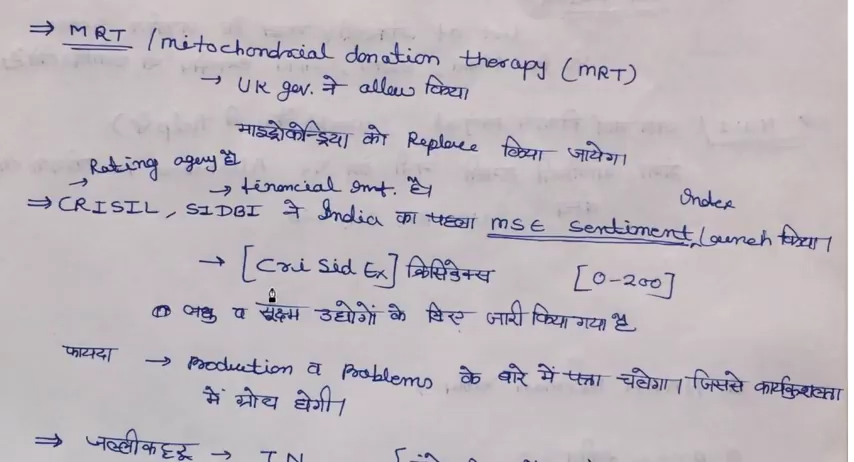 ⇒ MRT / mitochondrial donation therapy (MRT)
→ UK gov. ने allow किया
माइटोकेन्ड्रिया को Replace किया जायेगा।
→ Rating agency है
→ financial Inst. है।
⇒ CRISIL, SIDBI ने India का पहला MSE Sentiment Index Launch किया।
→ [Cri Sid Ex] क्रिसिडेक्स [0-200]
लघु व सूक्ष्म उद्योगों के लिए जारी किया गया है
फायदा → Production व Problems के बारे में पता चलेगा। जिससे कार्यकुशलता
में ग्रोथ होगी।
⇒ जल्लीकट्टू → TN